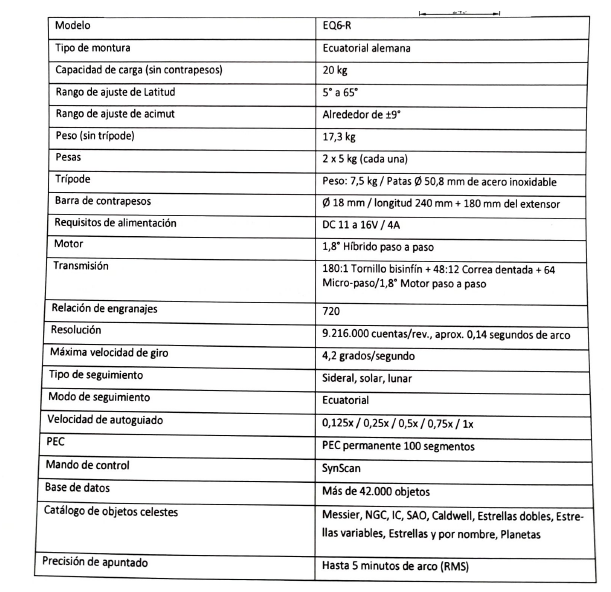 Modelo EQ6-R
Tipo de montura Ecuatorial alemana
Capacidad de carga (sin contrapesos) 20 kg
Rango de ajuste de Latitud 5° a 65°
Rango de ajuste de acimut Alrededor de ±9°
Peso (sin trípode) 17,3 kg
Pesas 2 x 5 kg (cada una)
Trípode Peso: 7,5 kg / Patas Ø 50,8 mm de acero inoxidable
Barra de contrapesos Ø 18 mm / longitud 240 mm + 180 mm del extensor
Requisitos de alimentación DC 11 a 16V / 4A
Motor 1,8° Híbrido paso a paso
Transmisión 180:1 Tornillo bisinfín + 48:12 Correa dentada + 64
Micro-paso/1,8° Motor paso a paso
Relación de engranajes 720
Resolución 9.216.000 cuentas/rev., aprox. 0,14 segundos de arco
Máxima velocidad de giro 4,2 grados/segundo
Tipo de seguimiento Sideral, solar, lunar
Modo de seguimiento Ecuatorial
Velocidad de autoguiado 0,125x / 0,25x / 0,5x / 0,75x / 1x
PEC PEC permanente 100 segmentos
Mando de control SynScan
Base de datos Más de 42.000 objetos
Catálogo de objetos celestes Messier, NGC, IC, SAO, Caldwell, Estrellas dobles, Estre-
llas variables, Estrellas y por nombre, Planetas
Precisión de apuntado Hasta 5 minutos de arco (RMS)